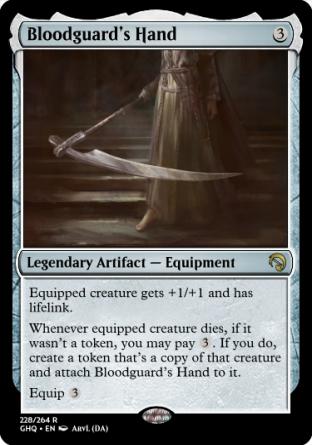 Bloodguard's Hand 3
Legendary Artifact — Equipment
Equipped creature gets +1/+1 and has
lifelink.
Whenever equipped creature dies, if it
wasn't a token, you may pay 3. If you do,
create a token that's a copy of that creature
and attach Bloodguard's Hand to it.
Equip 3
228/264 R
GHQ • EN Arvl (DA)